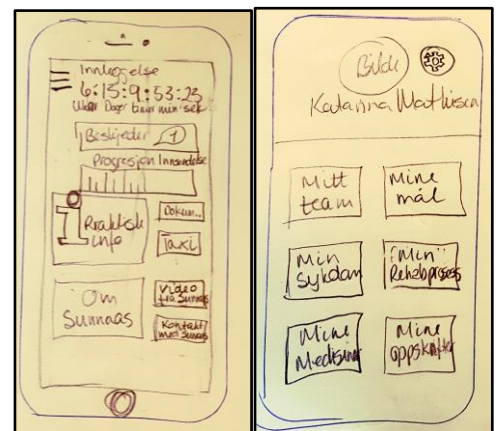 Innleggelse
6:15:9:53:23
Uker Dager timer min sek
Beskjeder 1
Progresjon Innsendelse
i Praktisk
info
Dokum..
Taxi
Om
Sunnaas
Video
fra Sunnaas
Kontakt
med Sunnaas
Bilde
Katarina Mathisen
Mitt
team
Mine
mål
Min
Sykdom
"Min"
Rehabprosess
Mine
Medisiner
Mine
oppskrifter